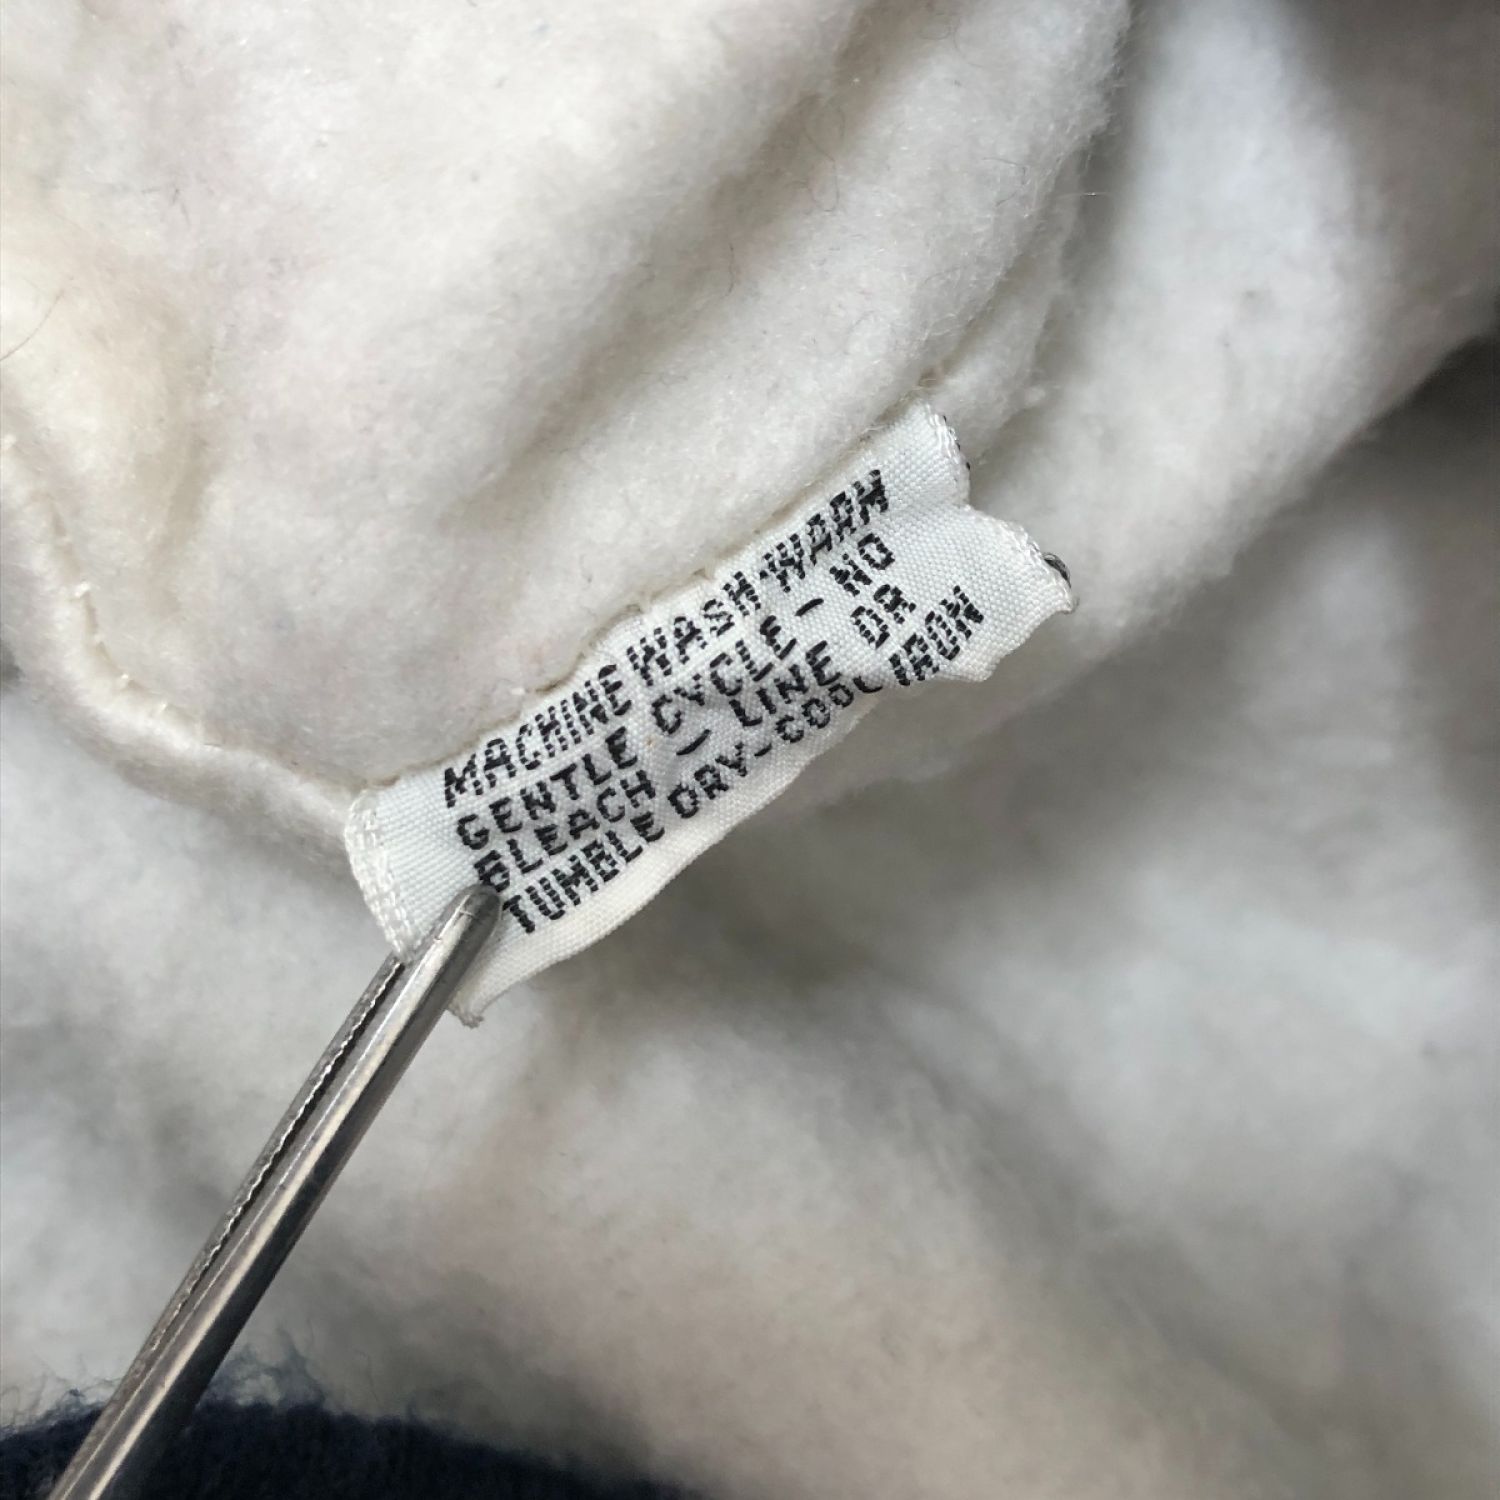 MACHINE WASH-WARM
GENTLE CYCLE - NO
BLEACH - LINE OR
TUMBLE DRY-COOL IRON